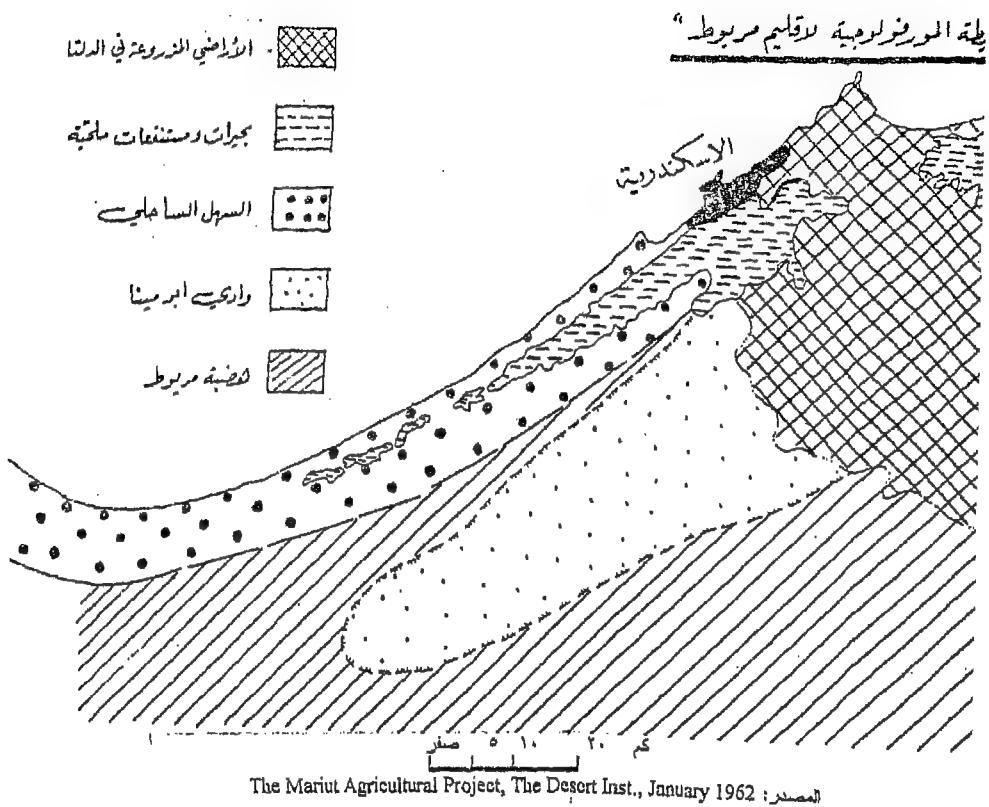 يطة المورفولوجية لاقليم مريوط "
الأراضي المزروعة في الدلتا
بحيرات ومستنقعات ملحية
السهل الساحلي
وادي ابو مينا
هضبة مريوط
الاسكندرية
صفر ٥ ١٠ ٢٠ كم
المصدر: The Mariut Agricultural Project, The Desert Inst., January 1962